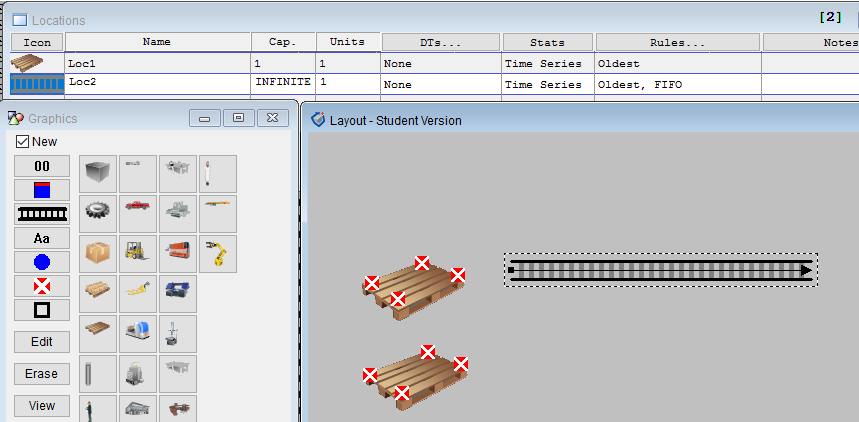 Locations
[2]
Icon Name Cap. Units DTs... Stats Rules... Notes
Loc1 1 1 None Time Series Oldest
Loc2 INFINITE 1 None Time Series Oldest, FIFO
Graphics
New
00
Aa
Edit
Erase
View
Layout - Student Version